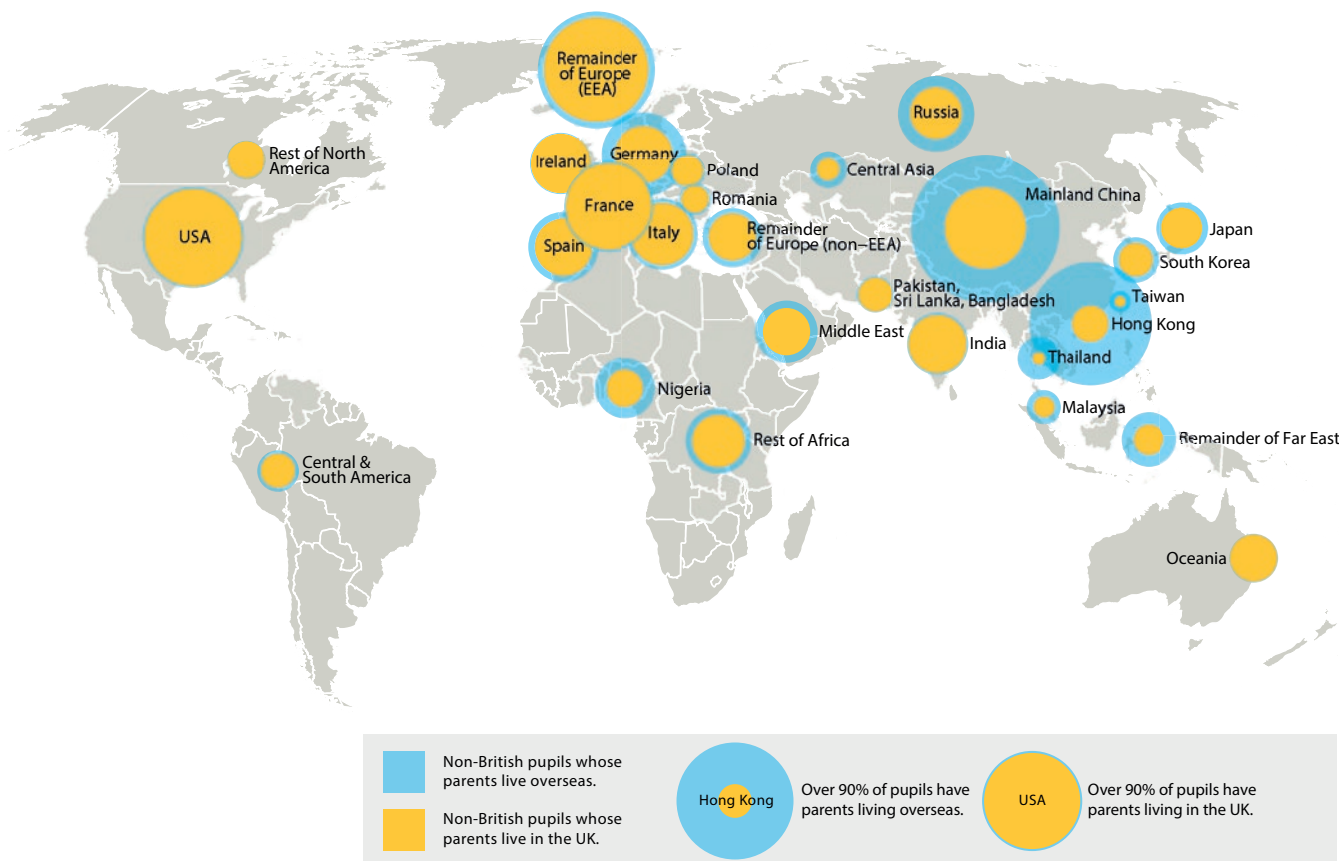 Remainder
of Europe
(EEA)
Russia
Rest of North
America
Ireland
Germany
Poland
Central Asia
Mainland China
Romania
France
USA
Spain
Italy
Remainder
of Europe (non–EEA)
Japan
South Korea
Pakistan,
Sri Lanka, Bangladesh
Taiwan
Hong Kong
Middle East
India
Thailand
Nigeria
Malaysia
Rest of Africa
Remainder of Far East
Central &
South America
Oceania
Non-British pupils whose
parents live overseas.
Non-British pupils whose
parents live in the UK.
Hong Kong
Over 90% of pupils have
parents living overseas.
USA
Over 90% of pupils have
parents living in the UK.